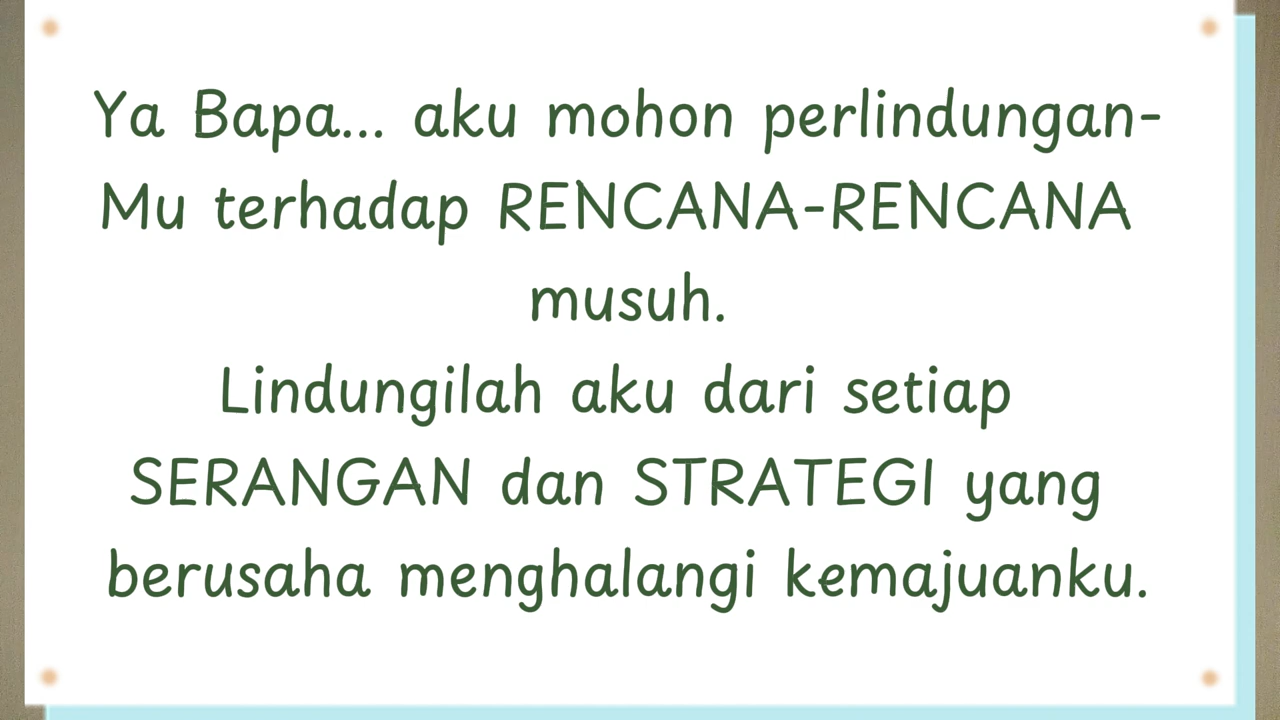 Ya Bapa... aku mohon perlindungan-
Mu terhadap RENCANA-RENCANA
musuh.
Lindungilah aku dari setiap
SERANGAN dan STRATEGI yang
berusaha menghalangi kemajuanku.